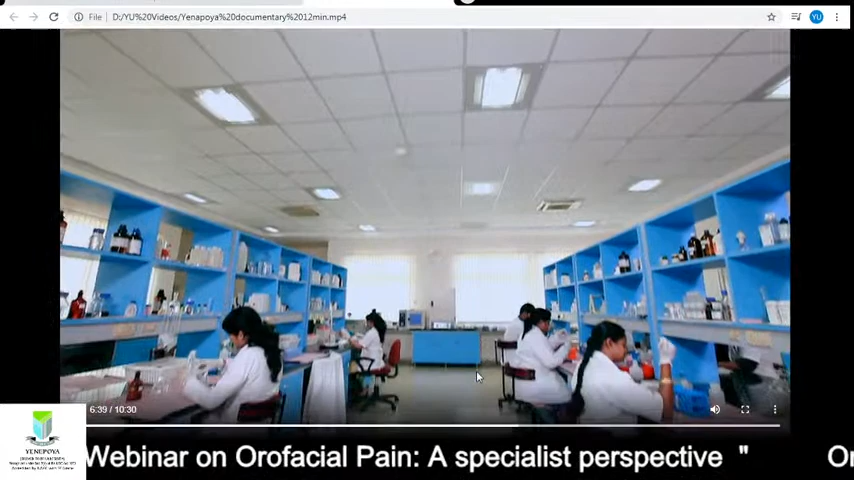 File
D:/YU%20Videos/Yenapoya%20documentary%2012min.mp4
YU
6:39 / 10:30
YENEPOYA
Webinar on Orofacial Pain: A specialist perspective "
Or